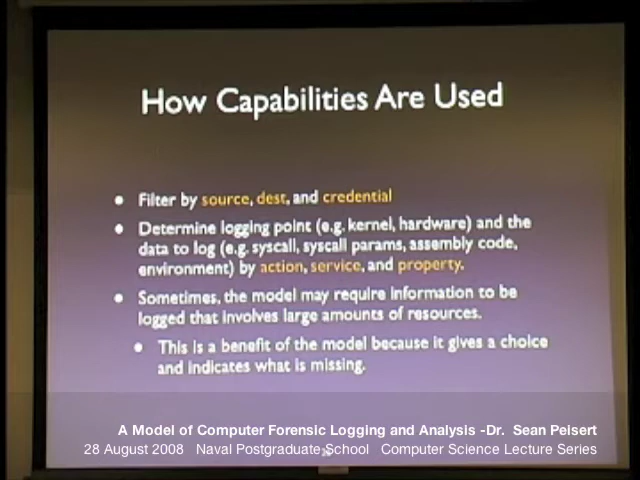 How Capabilities Are Used
• Filter by source, dest, and credential
• Determine logging point (e.g. kernel, hardware) and the
data to log (e.g. syscall, syscall params, assembly code,
environment) by action, service, and property.
• Sometimes, the model may require information to be
logged that involves large amounts of resources.
• This is a benefit of the model because it gives a choice
and indicates what is missing.
A Model of Computer Forensic Logging and Analysis -Dr. Sean Peisert
28 August 2008 Naval Postgraduate School Computer Science Lecture Series